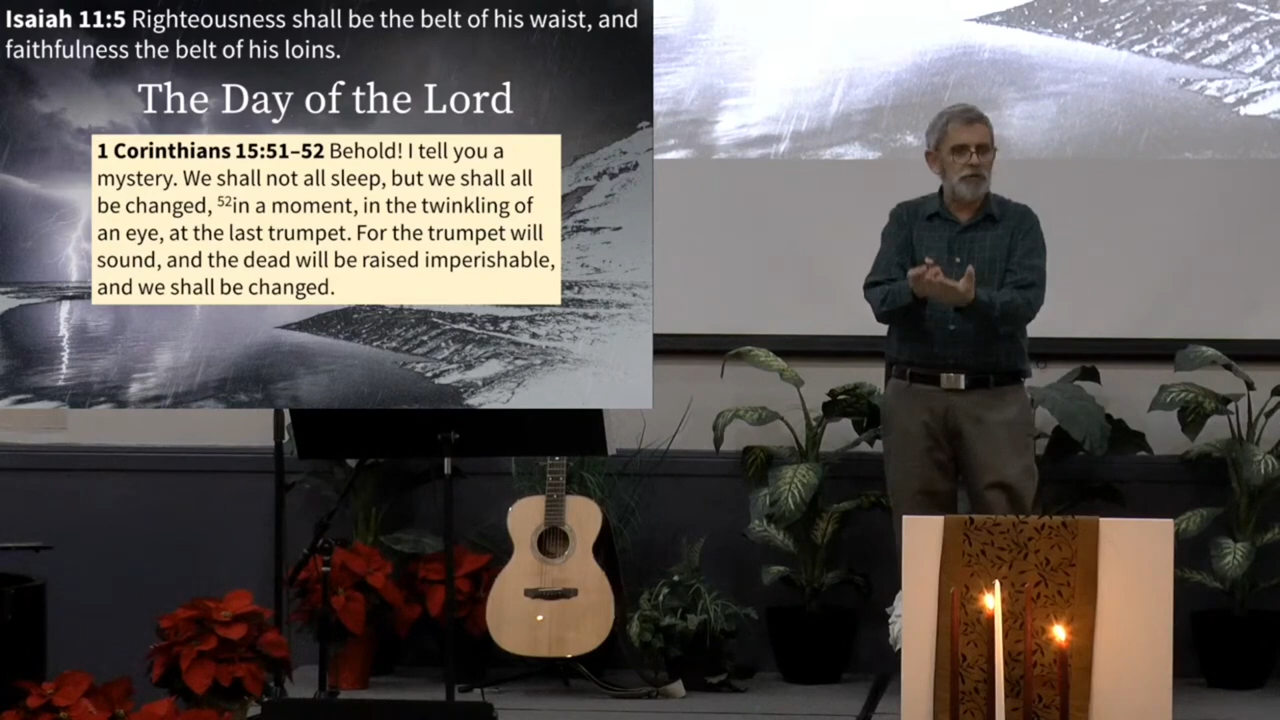 Isaiah 11:5 Righteousness shall be the belt of his waist, and
faithfulness the belt of his loins.
The Day of the Lord
1 Corinthians 15:51–52 Behold! I tell you a
mystery. We shall not all sleep, but we shall all
be changed, 52in a moment, in the twinkling of
an eye, at the last trumpet. For the trumpet will
sound, and the dead will be raised imperishable,
and we shall be changed.